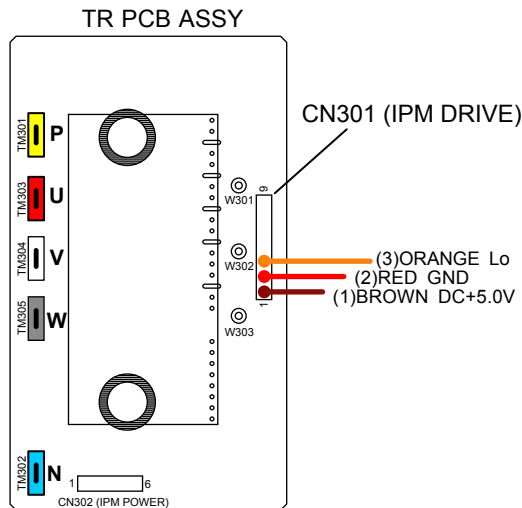 TR PCB ASSY
CN301 (IPM DRIVE)
TM301
P
TM303
U
TM304
V
TM305
W
TM302
N
W301
W302
W303
9
1
(3)ORANGE Lo
(2)RED GND
(1)BROWN DC+5.0V
1
6
CN302 (IPM POWER)